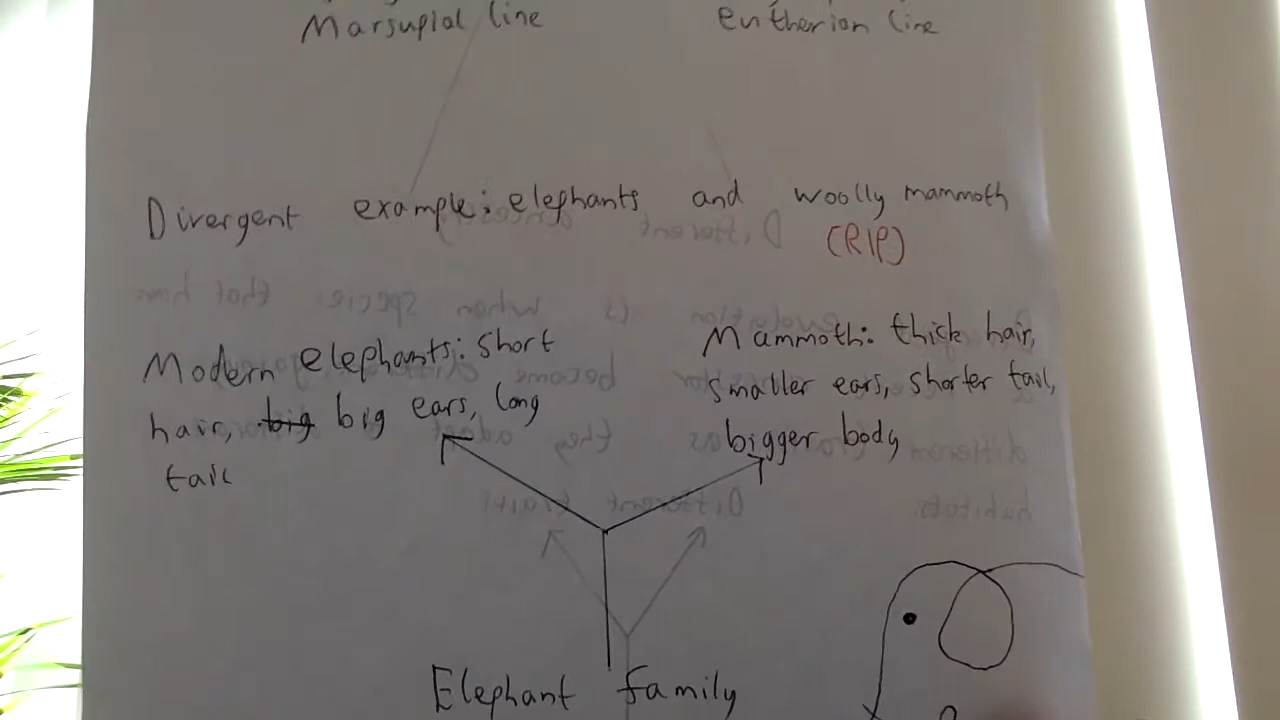 Marsupial line
eutherion line
Divergent example: elephants and woolly mammoth
(RIP)
Modern elephants: short
hair, big big ears, long
tail
Mammoth: thick hair,
smaller ears, shorter tail,
bigger body
Elephant family